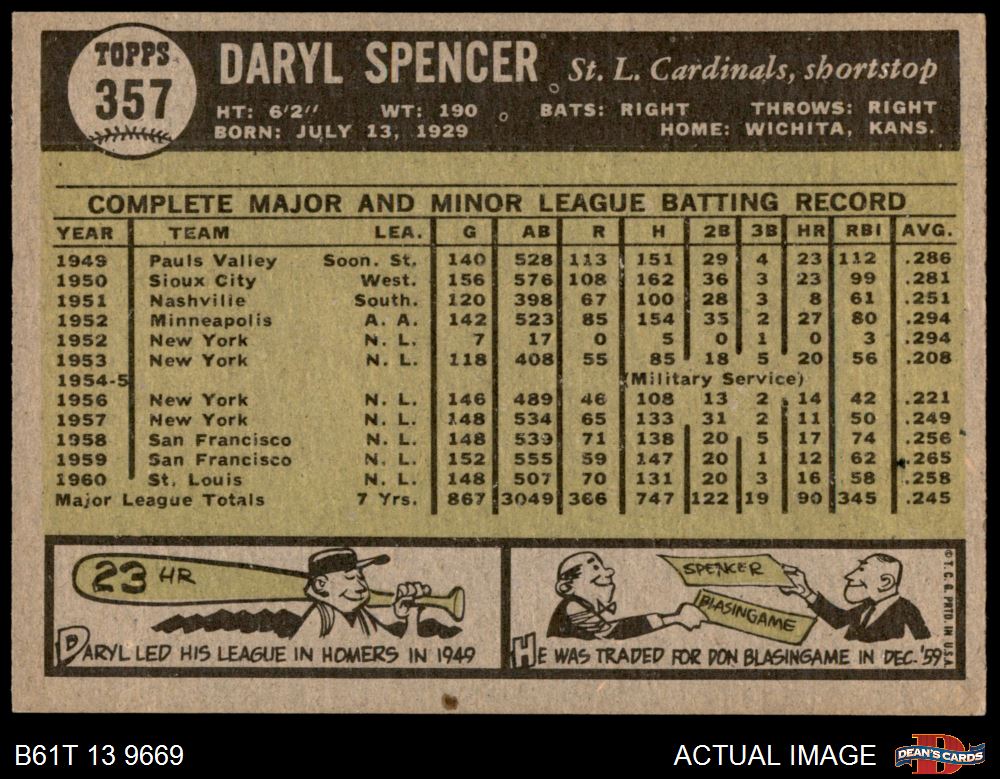 TOPPS
357
DARYL SPENCER
St. L. Cardinals, shortstop
HT: 6'2" WT: 190 BATS: RIGHT THROWS: RIGHT
BORN: JULY 13, 1929 HOME: WICHITA, KANS.
COMPLETE MAJOR AND MINOR LEAGUE BATTING RECORD
YEAR TEAM LEA. G AB R H 2B 3B HR RBI AVG.
1949 Pauls Valley Soon. St. 140 528 113 151 29 4 23 112 .286
1950 Sioux City West. 156 576 108 162 36 3 23 99 .281
1951 Nashville South. 120 398 67 100 28 3 8 61 .251
1952 Minneapolis A. A. 142 523 85 154 35 2 27 80 .294
1952 New York N. L. 7 17 0 5 0 1 0 3 .294
1953 New York N. L. 118 408 55 85 18 5 20 56 .208
1954-5 (Military Service)
1956 New York N. L. 146 489 46 108 13 2 14 42 .221
1957 New York N. L. 148 534 65 133 31 2 11 50 .249
1958 San Francisco N. L. 148 539 71 138 20 5 17 74 .256
1959 San Francisco N. L. 152 555 59 147 20 1 12 62 .265
1960 St. Louis N. L. 148 507 70 131 20 3 16 58 .258
Major League Totals 7 Yrs. 867 3049 366 747 122 19 90 345 .245
23 HR
DARYL LED HIS LEAGUE IN HOMERS IN 1949
SPENCER
BLASINGAME
HE WAS TRADED FOR DON BLASINGAME IN DEC. '59
© T. C. G. PRTD. IN U.S.A.
B61T 13 9669
ACTUAL IMAGE
DEAN'S CARDS